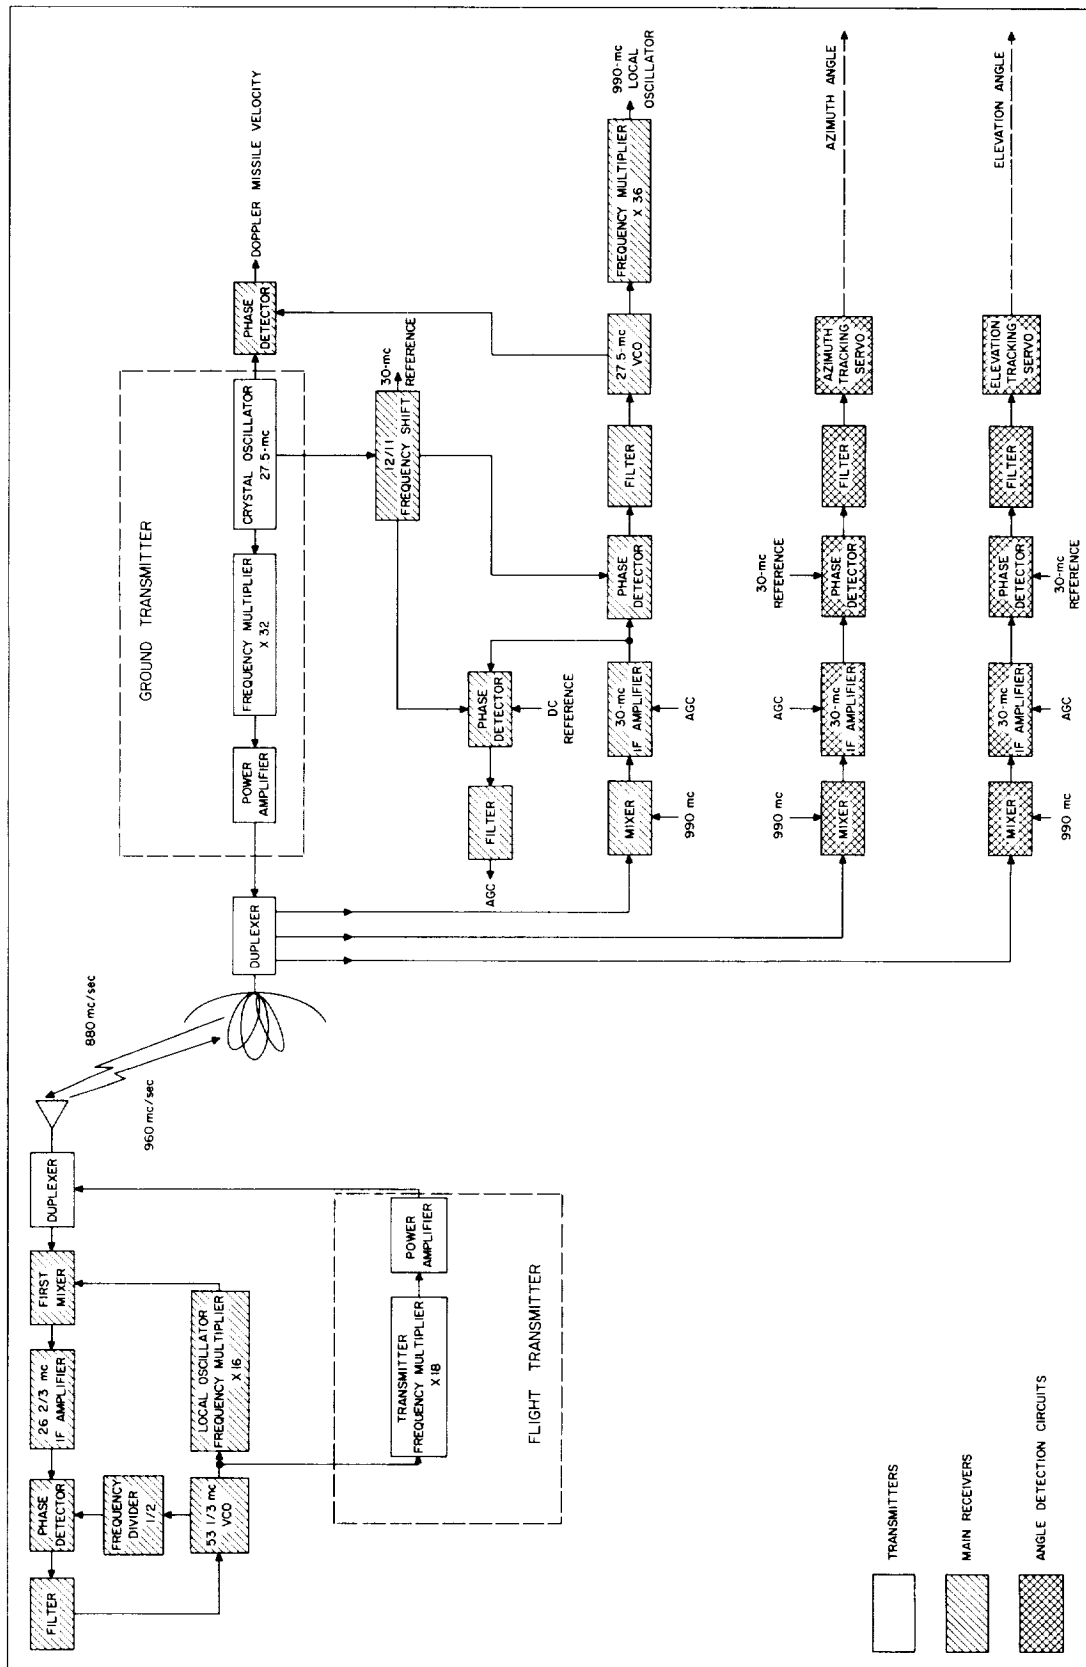 FILTER
PHASE
DETECTOR
26 2/3 mc
IF AMPLIFIER
FIRST
MIXER
DUPLEXER
FREQUENCY
DIVIDER
1/2
53 1/3 mc
VCO
LOCAL OSCILLATOR
FREQUENCY MULTIPLIER
X 16
TRANSMITTER
FREQUENCY MULTIPLIER
X 18
POWER
AMPLIFIER
FLIGHT TRANSMITTER
960 mc/sec
880 mc/sec
GROUND TRANSMITTER
DUPLEXER
POWER
AMPLIFIER
FREQUENCY MULTIPLIER
X 32
CRYSTAL OSCILLATOR
27 5-mc
PHASE
DETECTOR
DOPPLER MISSILE VELOCITY
12/11
FREQUENCY SHIFT
30-mc
REFERENCE
AGC
FILTER
PHASE
DETECTOR
DC
REFERENCE
MIXER
30-mc
IF AMPLIFIER
PHASE
DETECTOR
FILTER
27 5-mc
VCO
FREQUENCY MULTIPLIER
X 36
990-mc
LOCAL
OSCILLATOR
990 mc
AGC
990 mc
AGC
30-mc
REFERENCE
MIXER
30-mc
IF AMPLIFIER
PHASE
DETECTOR
FILTER
AZIMUTH
TRACKING
SERVO
AZIMUTH ANGLE
MIXER
30-mc
IF AMPLIFIER
PHASE
DETECTOR
FILTER
ELEVATION
TRACKING
SERVO
ELEVATION ANGLE
990 mc
AGC
30-mc
REFERENCE
TRANSMITTERS
MAIN RECEIVERS
ANGLE DETECTION CIRCUITS